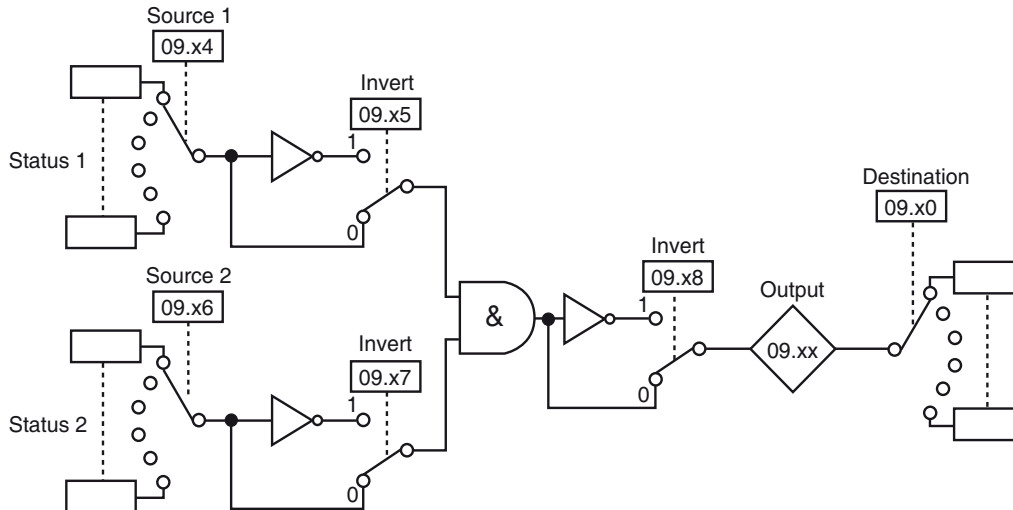 Source 1
09.x4
Invert
09.x5
1
Status 1
0
Destination
09.x0
Source 2
09.x6
Invert
09.x8
Output
&
1
09.xx
0
Invert
09.x7
1
Status 2
0